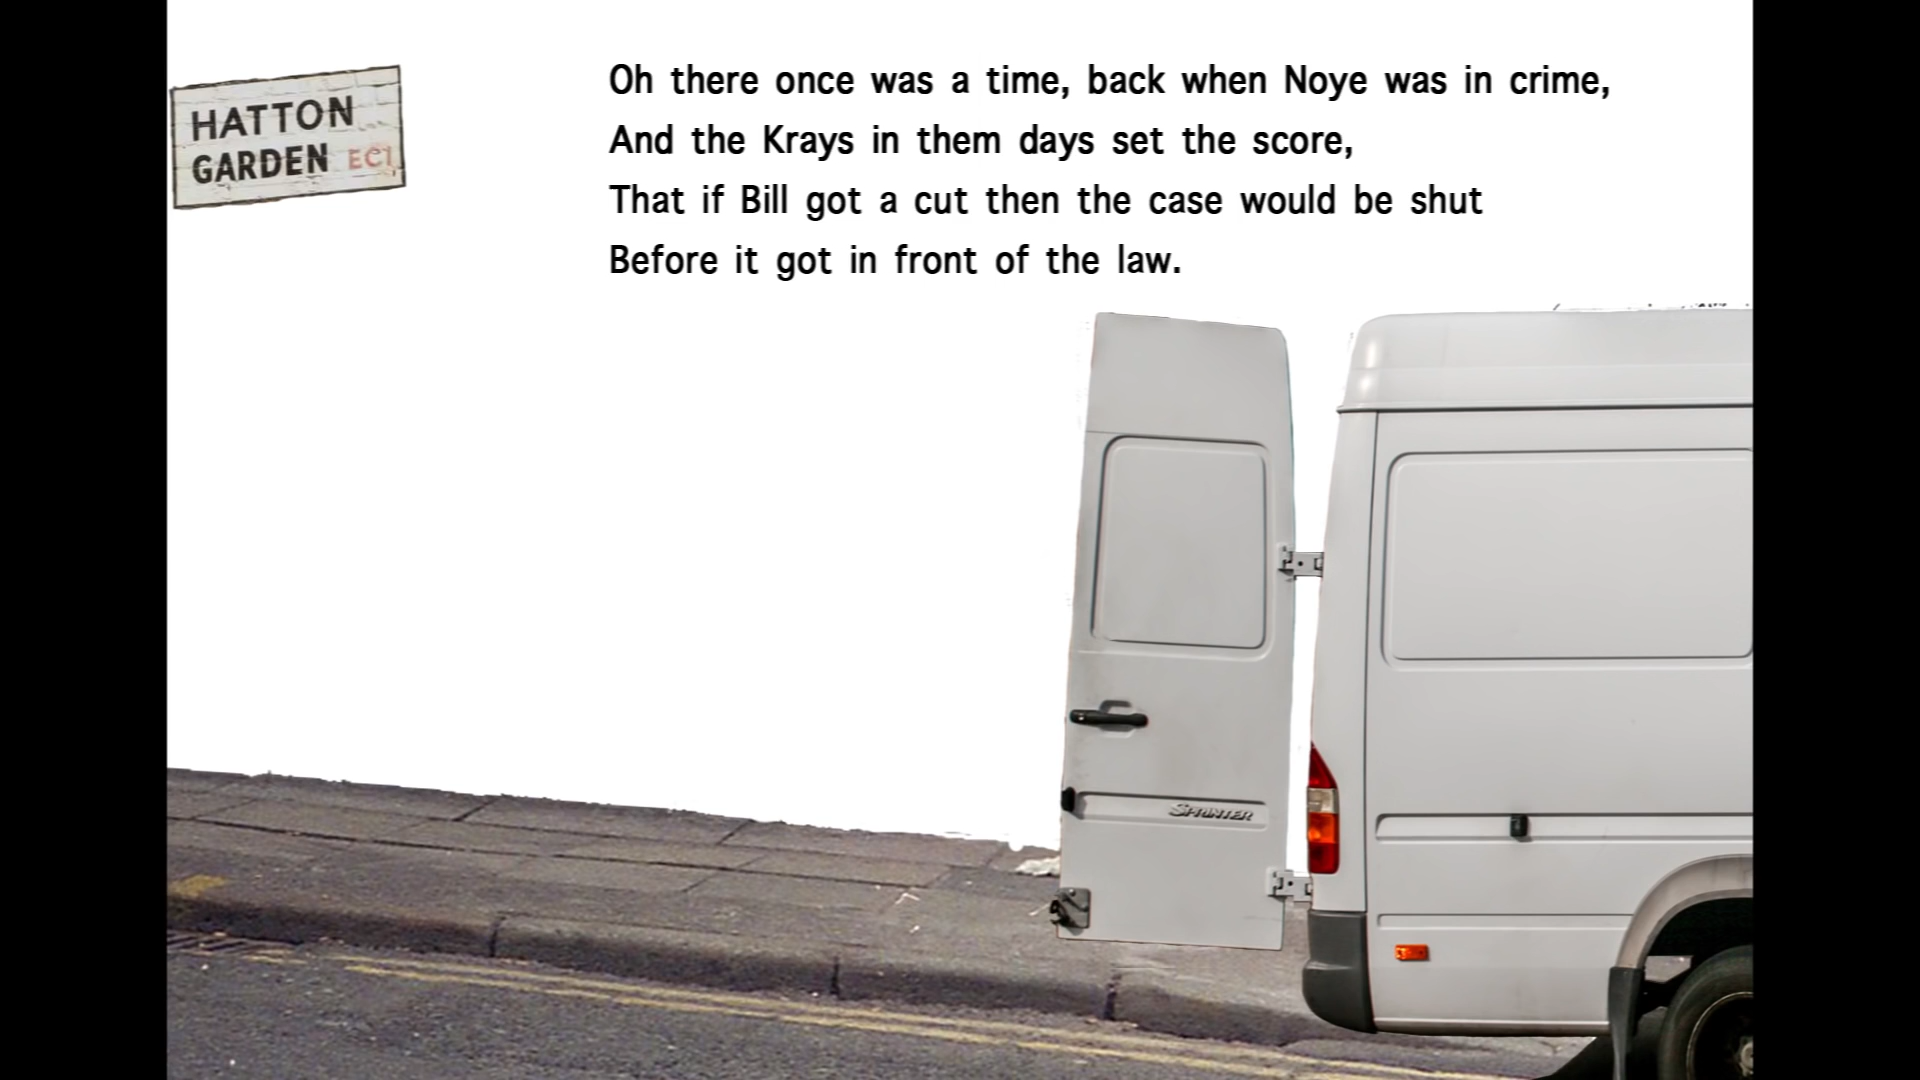 HATTON
GARDEN EC1
Oh there once was a time, back when Noye was in crime,
And the Krays in them days set the score,
That if Bill got a cut then the case would be shut
Before it got in front of the law.
SPRINTER